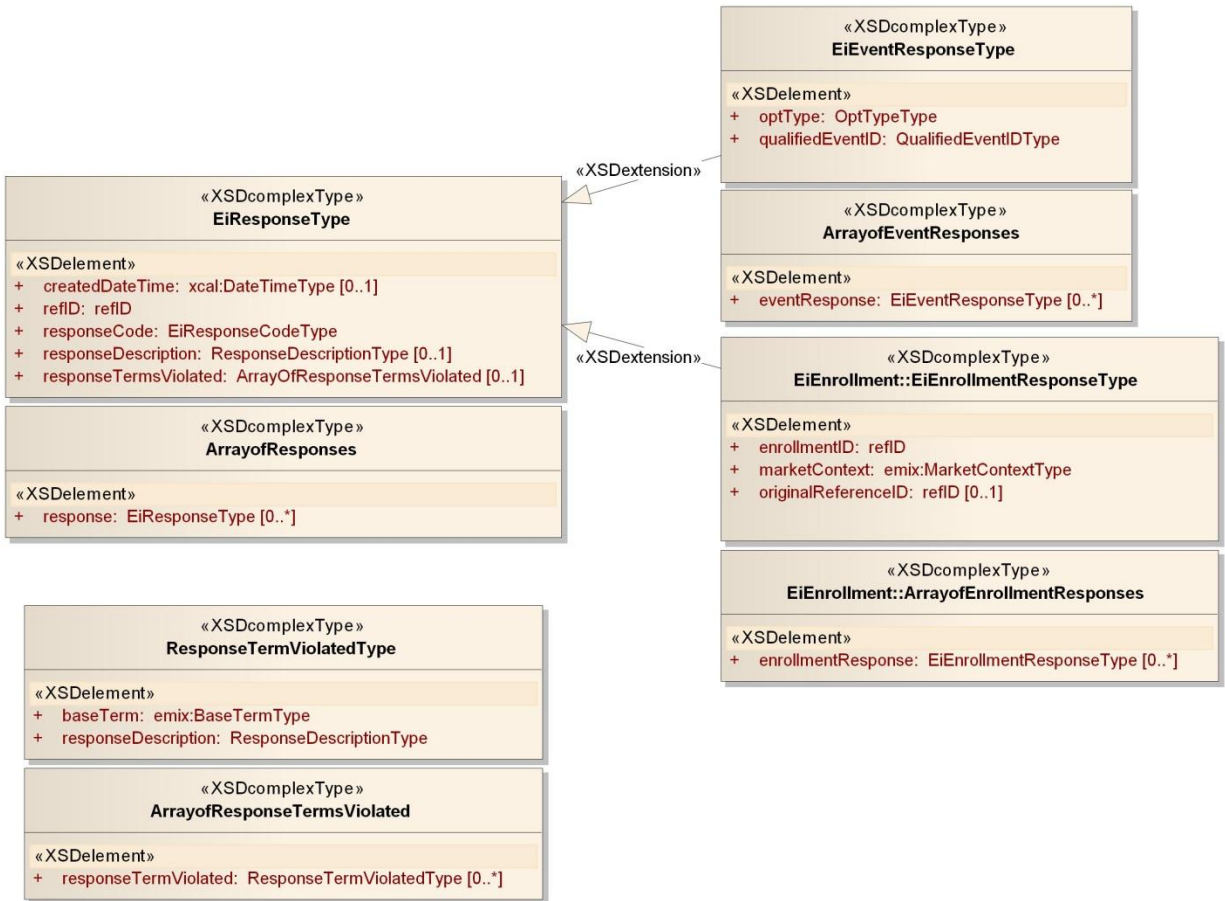 «XSDcomplexType»
EiEventResponseType
«XSDelement»
+ optType: OptTypeType
+ qualifiedEventID: QualifiedEventIDType
«XSDextension»
«XSDcomplexType»
EiResponseType
«XSDelement»
+ createdDateTime: xcal:DateTimeType [0..1]
+ refID: refID
+ responseCode: EiResponseCodeType
+ responseDescription: ResponseDescriptionType [0..1]
+ responseTermsViolated: ArrayOfResponseTermsViolated [0..1]
«XSDcomplexType»
ArrayofEventResponses
«XSDelement»
+ eventResponse: EiEventResponseType [0..*]
«XSDextension»
«XSDcomplexType»
EiEnrollment::EiEnrollmentResponseType
«XSDelement»
+ enrollmentID: refID
+ marketContext: emix:MarketContextType
+ originalReferenceID: refID [0..1]
«XSDcomplexType»
ArrayofResponses
«XSDelement»
+ response: EiResponseType [0..*]
«XSDcomplexType»
EiEnrollment::ArrayofEnrollmentResponses
«XSDelement»
+ enrollmentResponse: EiEnrollmentResponseType [0..*]
«XSDcomplexType»
ResponseTermViolatedType
«XSDelement»
+ baseTerm: emix:BaseTermType
+ responseDescription: ResponseDescriptionType
«XSDcomplexType»
ArrayofResponseTermsViolated
«XSDelement»
+ responseTermViolated: ResponseTermViolatedType [0..*]